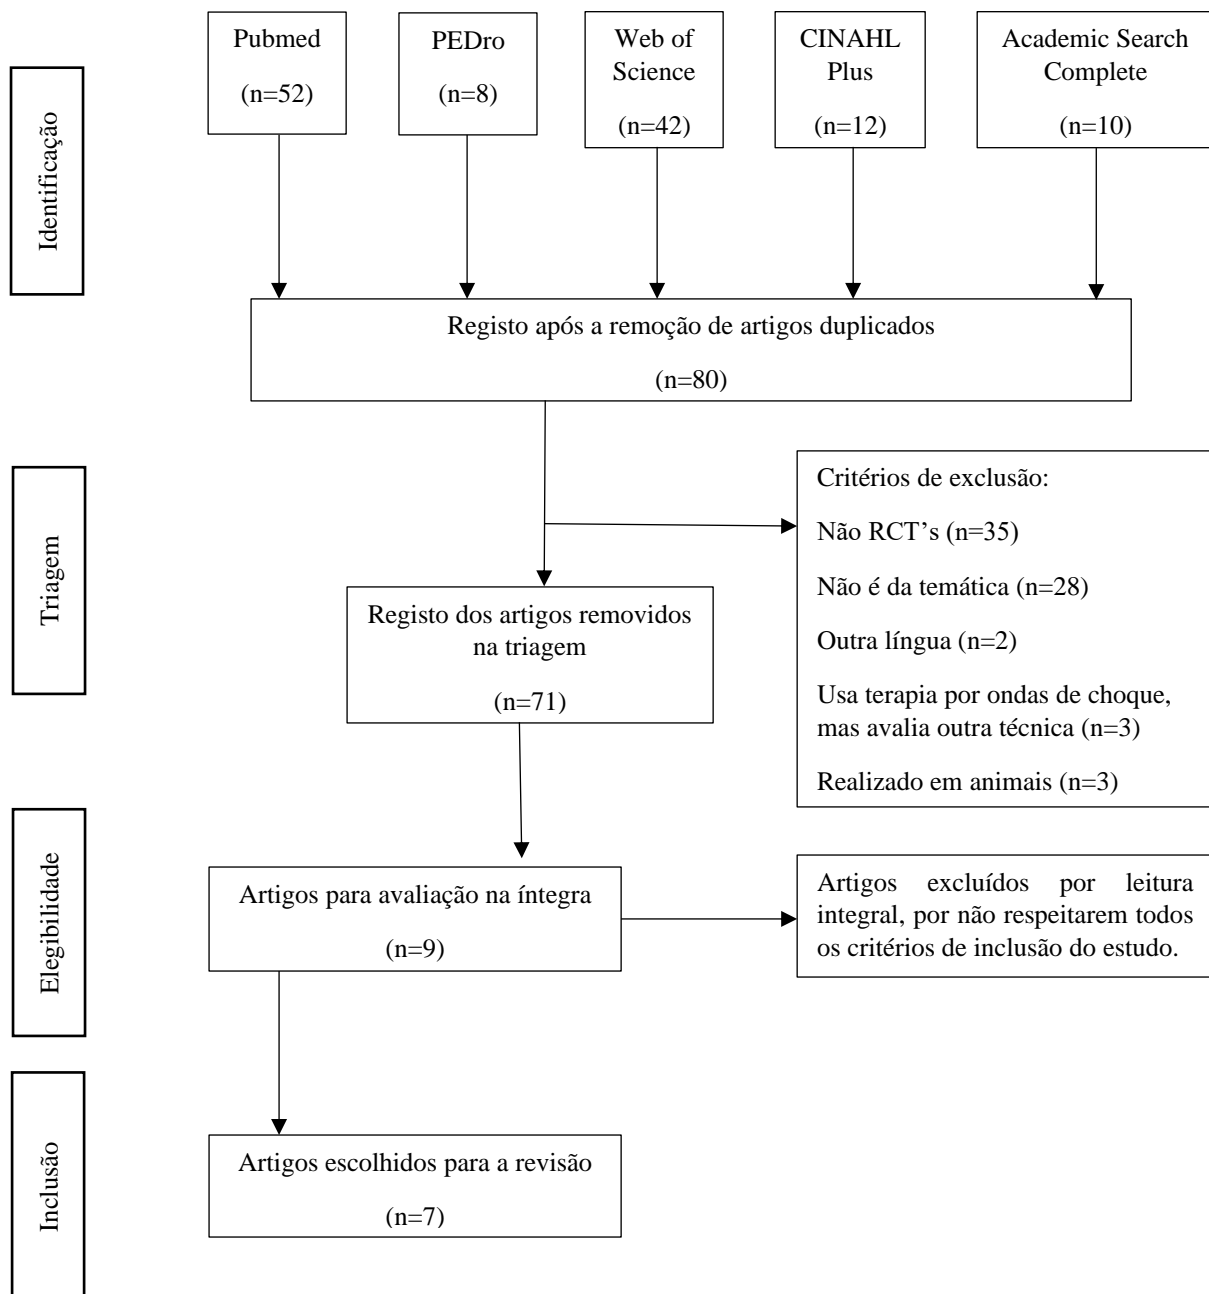 Identificação
Pubmed
(n=52)
PEDro
(n=8)
Web of
Science
(n=42)
CINAHL
Plus
(n=12)
Academic Search
Complete
(n=10)
Registo após a remoção de artigos duplicados
(n=80)
Triagem
Critérios de exclusão:
Não RCT’s (n=35)
Não é da temática (n=28)
Outra língua (n=2)
Usa terapia por ondas de choque,
mas avalia outra técnica (n=3)
Realizado em animais (n=3)
Registo dos artigos removidos
na triagem
(n=71)
Elegibilidade
Artigos para avaliação na íntegra
(n=9)
Artigos excluídos por leitura
integral, por não respeitarem todos
os critérios de inclusão do estudo.
Inclusão
Artigos escolhidos para a revisão
(n=7)